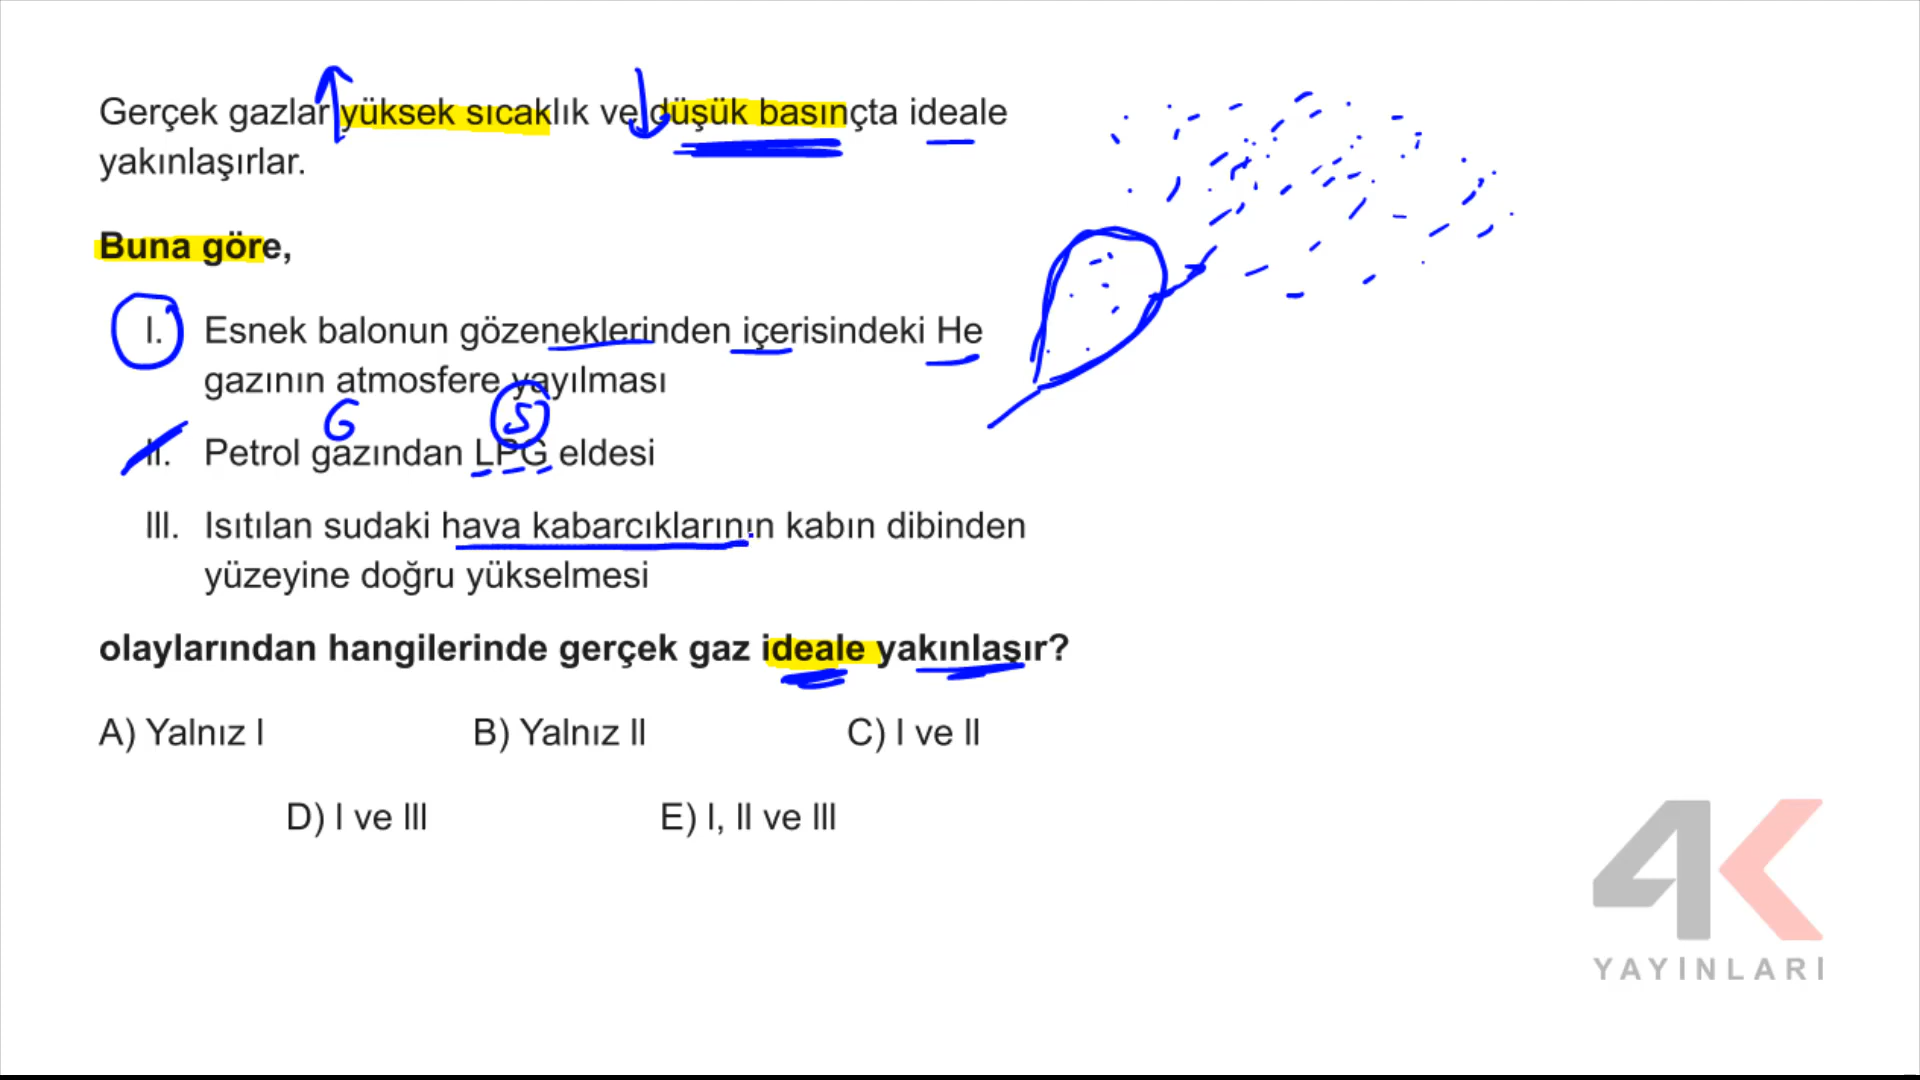 Gerçek gazlar yüksek sıcaklık ve düşük basınçta ideale
yakınlaşırlar.
Buna göre,
I. Esnek balonun gözeneklerinden içerisindeki He
gazının atmosfere yayılması
G S
II. Petrol gazından LPG eldesi
III. Isıtılan sudaki hava kabarcıklarının kabın dibinden
yüzeyine doğru yükselmesi
olaylarından hangilerinde gerçek gaz ideale yakınlaşır?
A) Yalnız I B) Yalnız II C) I ve II
D) I ve III E) I, II ve III
4K
YAYINLARI